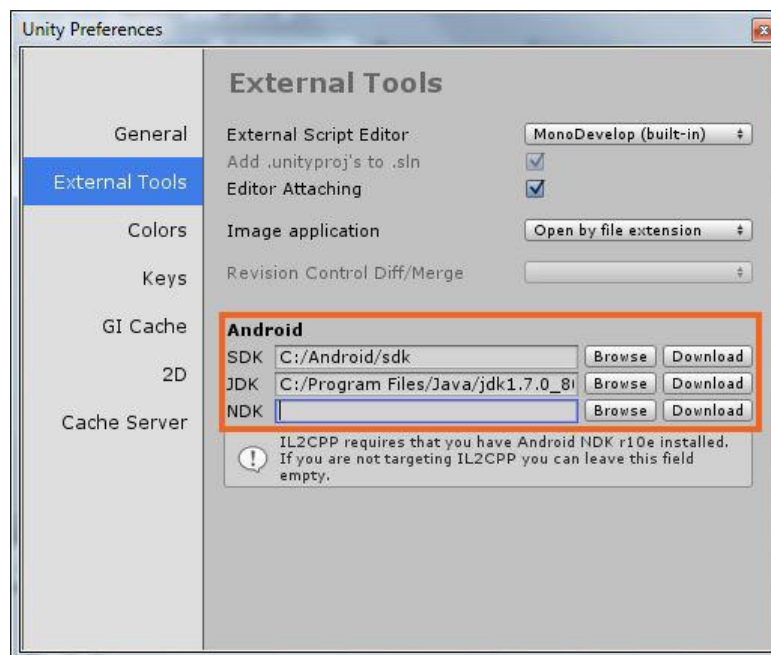 Unity Preferences
External Tools
General
External Tools
Colors
Keys
GI Cache
2D
Cache Server
External Script Editor MonoDevelop (built-in)
Add .unityproj's to .sln
Editor Attaching
Image application Open by file extension
Revision Control Diff/Merge
Android
SDK C:/Android/sdk Browse Download
JDK C:/Program Files/Java/ Browse Download
NDK Browse Download
IL2CPP requires that you have Android NDK r10e installed.
If you are not targeting IL2CPP you can leave this field
empty.